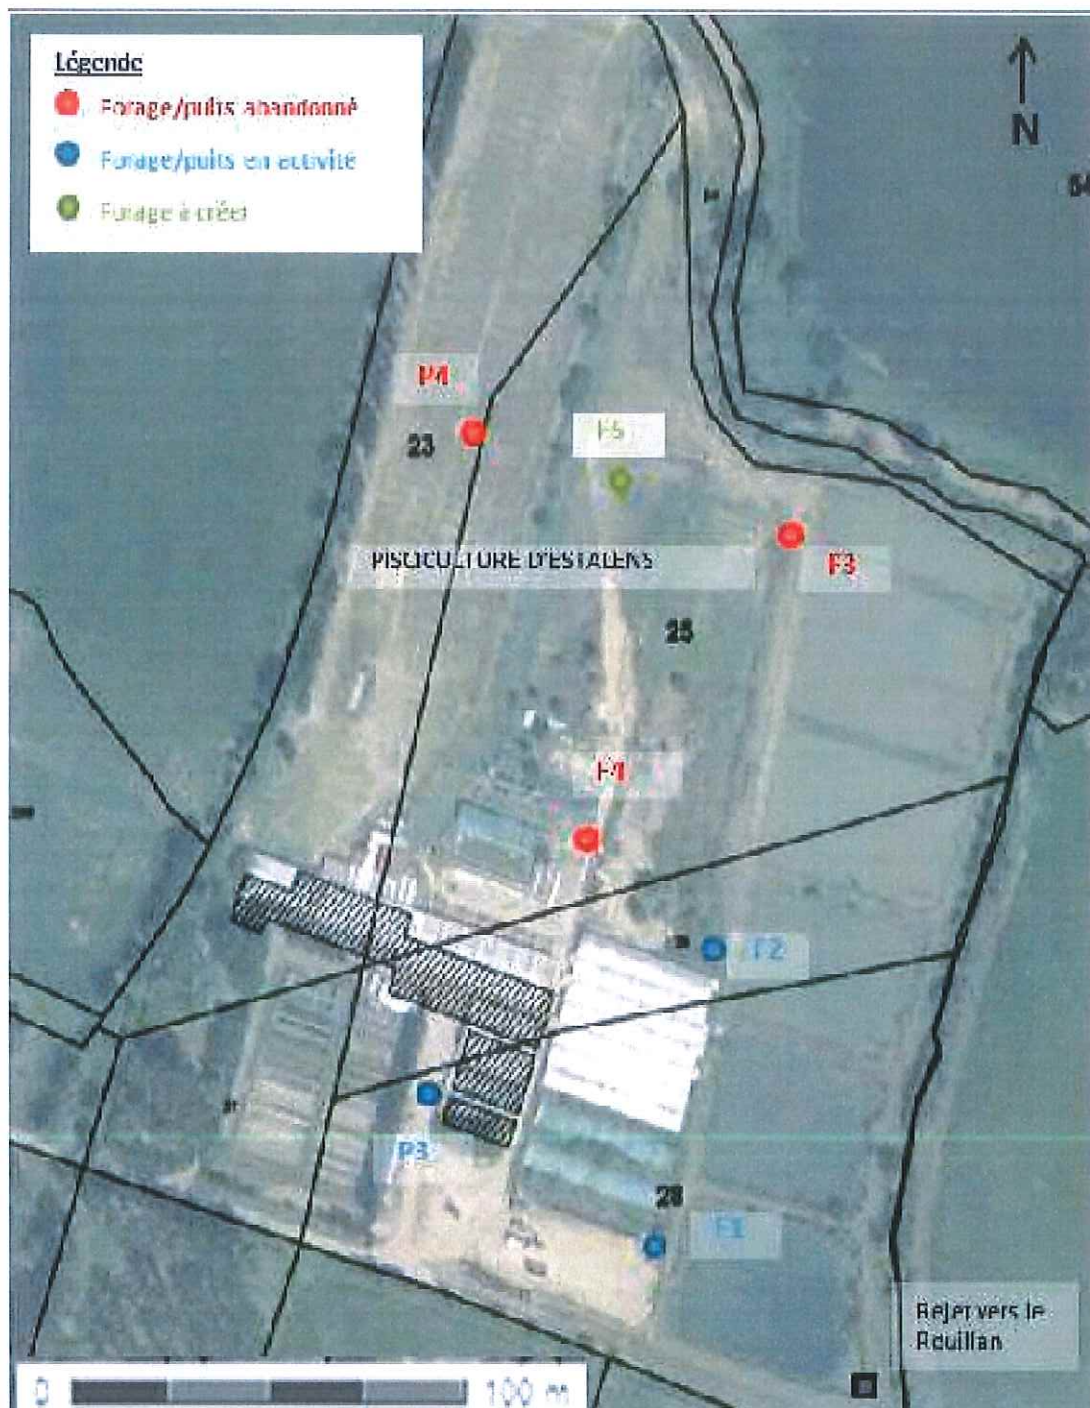 Légende
Forage/puits abandonné
Forage/puits en activité
Forage à créer
N
P4
23
F5
PISCICULTURE D'ESTALENS
F3
25
F4
F2
P3
28
F1
Rejet vers le
Rouillan
0
100 m